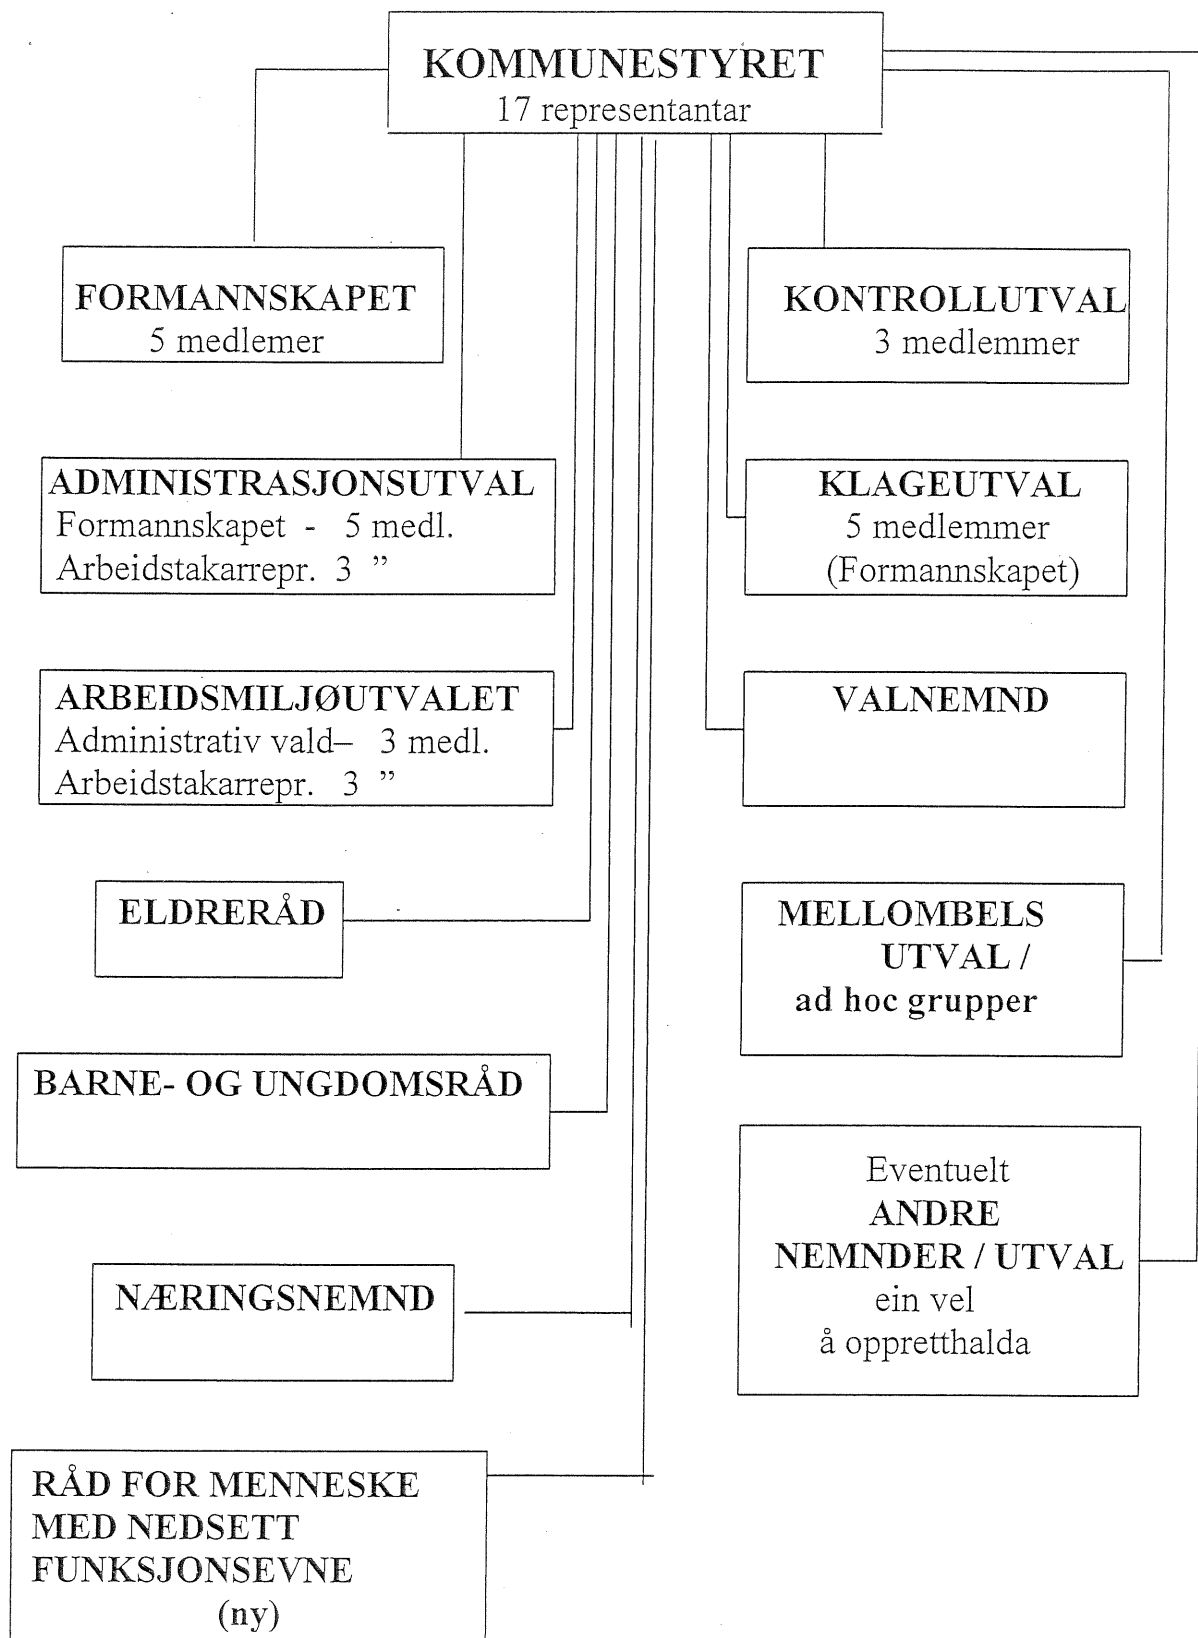 KOMMUNESTYRET
17 representantar
FORMANNSKAPET
5 medlemer
ADMINISTRASJONSUTVAL
Formannskapet - 5 medl.
Arbeidstakarrepr. 3 ”
ARBEIDSMILJØUTVALET
Administrativ vald– 3 medl.
Arbeidstakarrepr. 3 ”
ELDRERÅD
BARNE- OG UNGDOMSRÅD
NÆRINGSNEMND
RÅD FOR MENNESKE
MED NEDSETT
FUNKSJONSEVNE
(ny)
KONTROLLUTVAL
3 medlemmer
KLAGEUTVAL
5 medlemmer
(Formannskapet)
VALNEMND
MELLOMBELS
UTVAL /
ad hoc grupper
Eventuelt
ANDRE
NEMNDER / UTVAL
ein vel
å oppretthalda